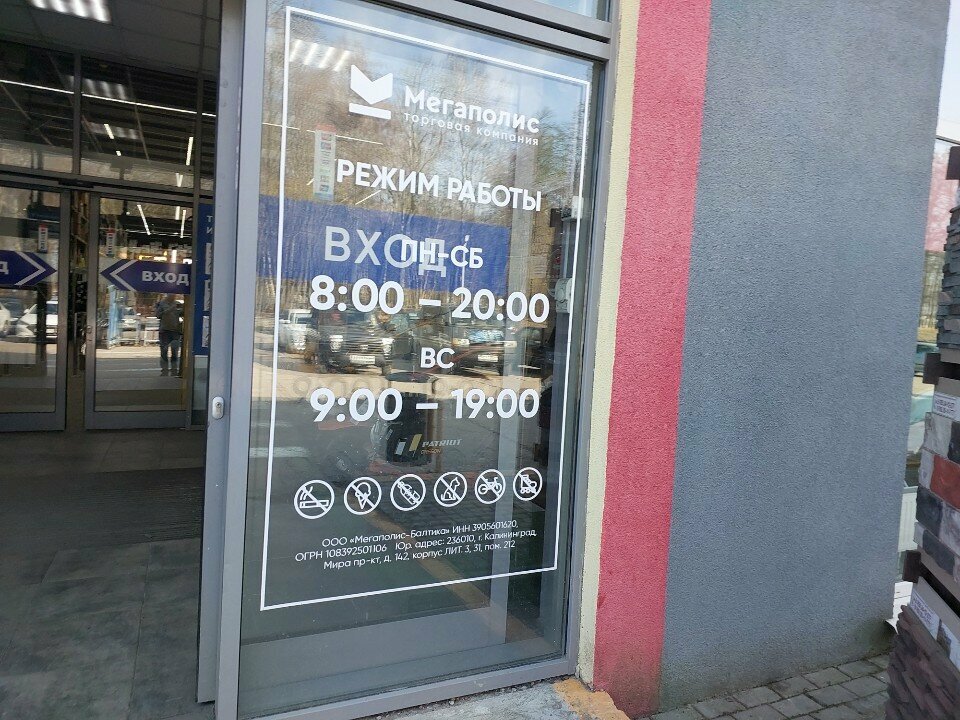 Мегаполис
торговая компания
РЕЖИМ РАБОТЫ
ВХОД
ПН-СБ
8:00 – 20:00
ВС
9:00 – 19:00
PATRIOT
ООО «Мегаполис-Балтика» ИНН 3905601620,
ОГРН 108392501106 Юр. адрес: 236010, г. Калининград,
Мира пр-кт, д. 142, корпус ЛИТ. 3, 31, пом. 212
ВХОД